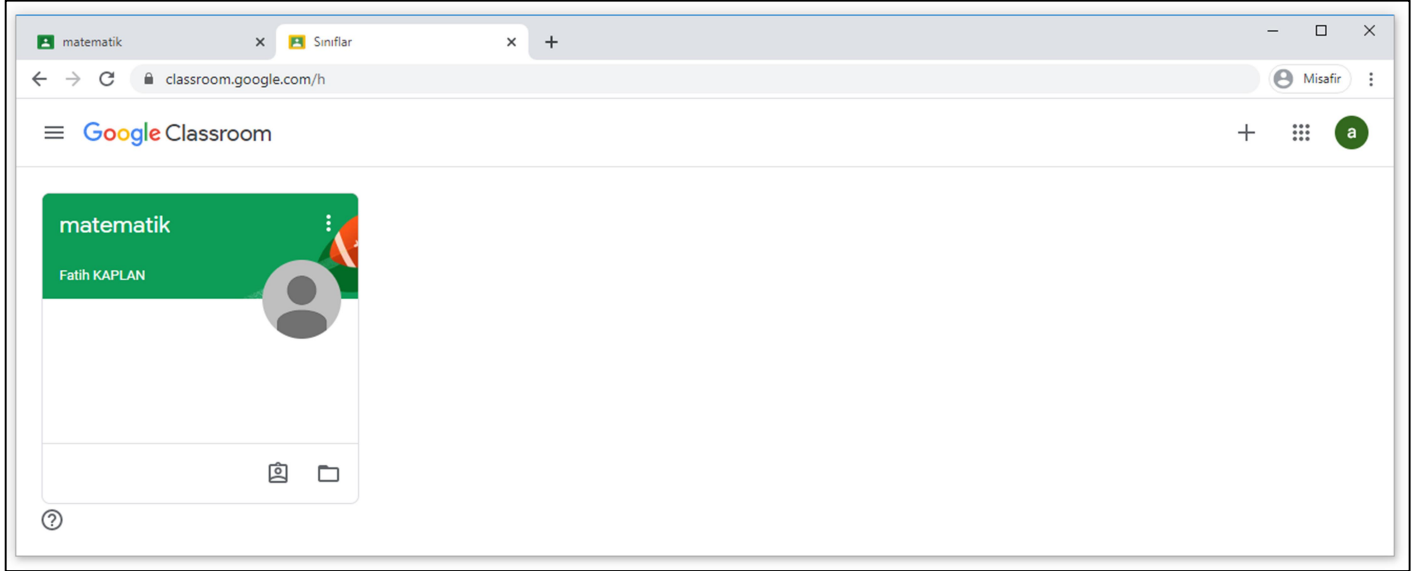 matematik
Sınıflar
classroom.google.com/h
Misafir
Google Classroom
a
matematik
Fatih KAPLAN